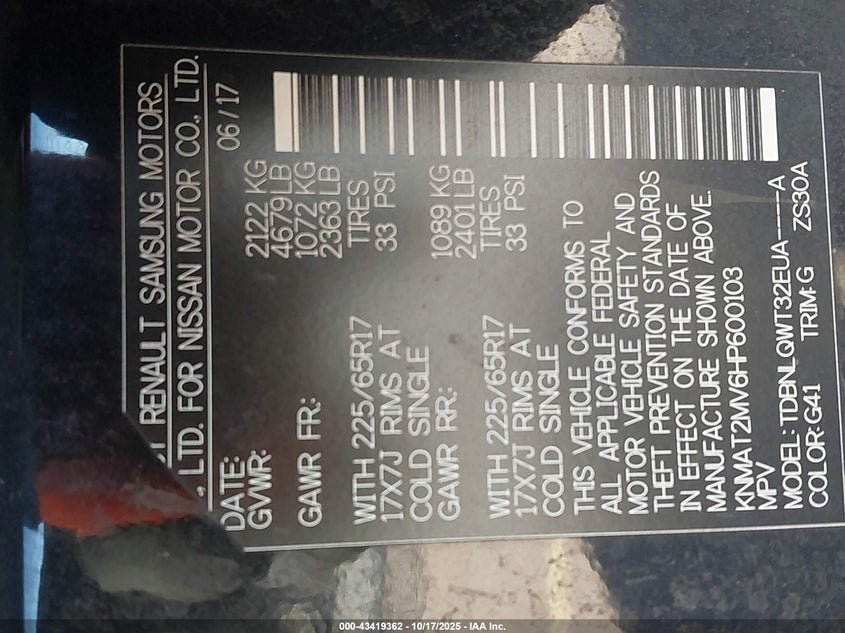 RENAULT SAMSUNG MOTORS
, LTD. FOR NISSAN MOTOR CO., LTD.
DATE: 06/17
GVWR: 2122 KG
4679 LB
GAWR FR: 1072 KG
2363 LB
WITH 225/65R17 TIRES
17X7J RIMS AT 33 PSI
COLD SINGLE
GAWR RR: 1089 KG
2401 LB
WITH 225/65R17 TIRES
17X7J RIMS AT 33 PSI
COLD SINGLE
THIS VEHICLE CONFORMS TO
ALL APPLICABLE FEDERAL
MOTOR VEHICLE SAFETY AND
THEFT PREVENTION STANDARDS
IN EFFECT ON THE DATE OF
MANUFACTURE SHOWN ABOVE.
KNMAT2MV6HP600103
MPV
MODEL: TDBNLQWT32EUA-----A
COLOR:G41 TRIM:G ZS30A
000-43419362 - 10/17/2025 - IAA Inc.